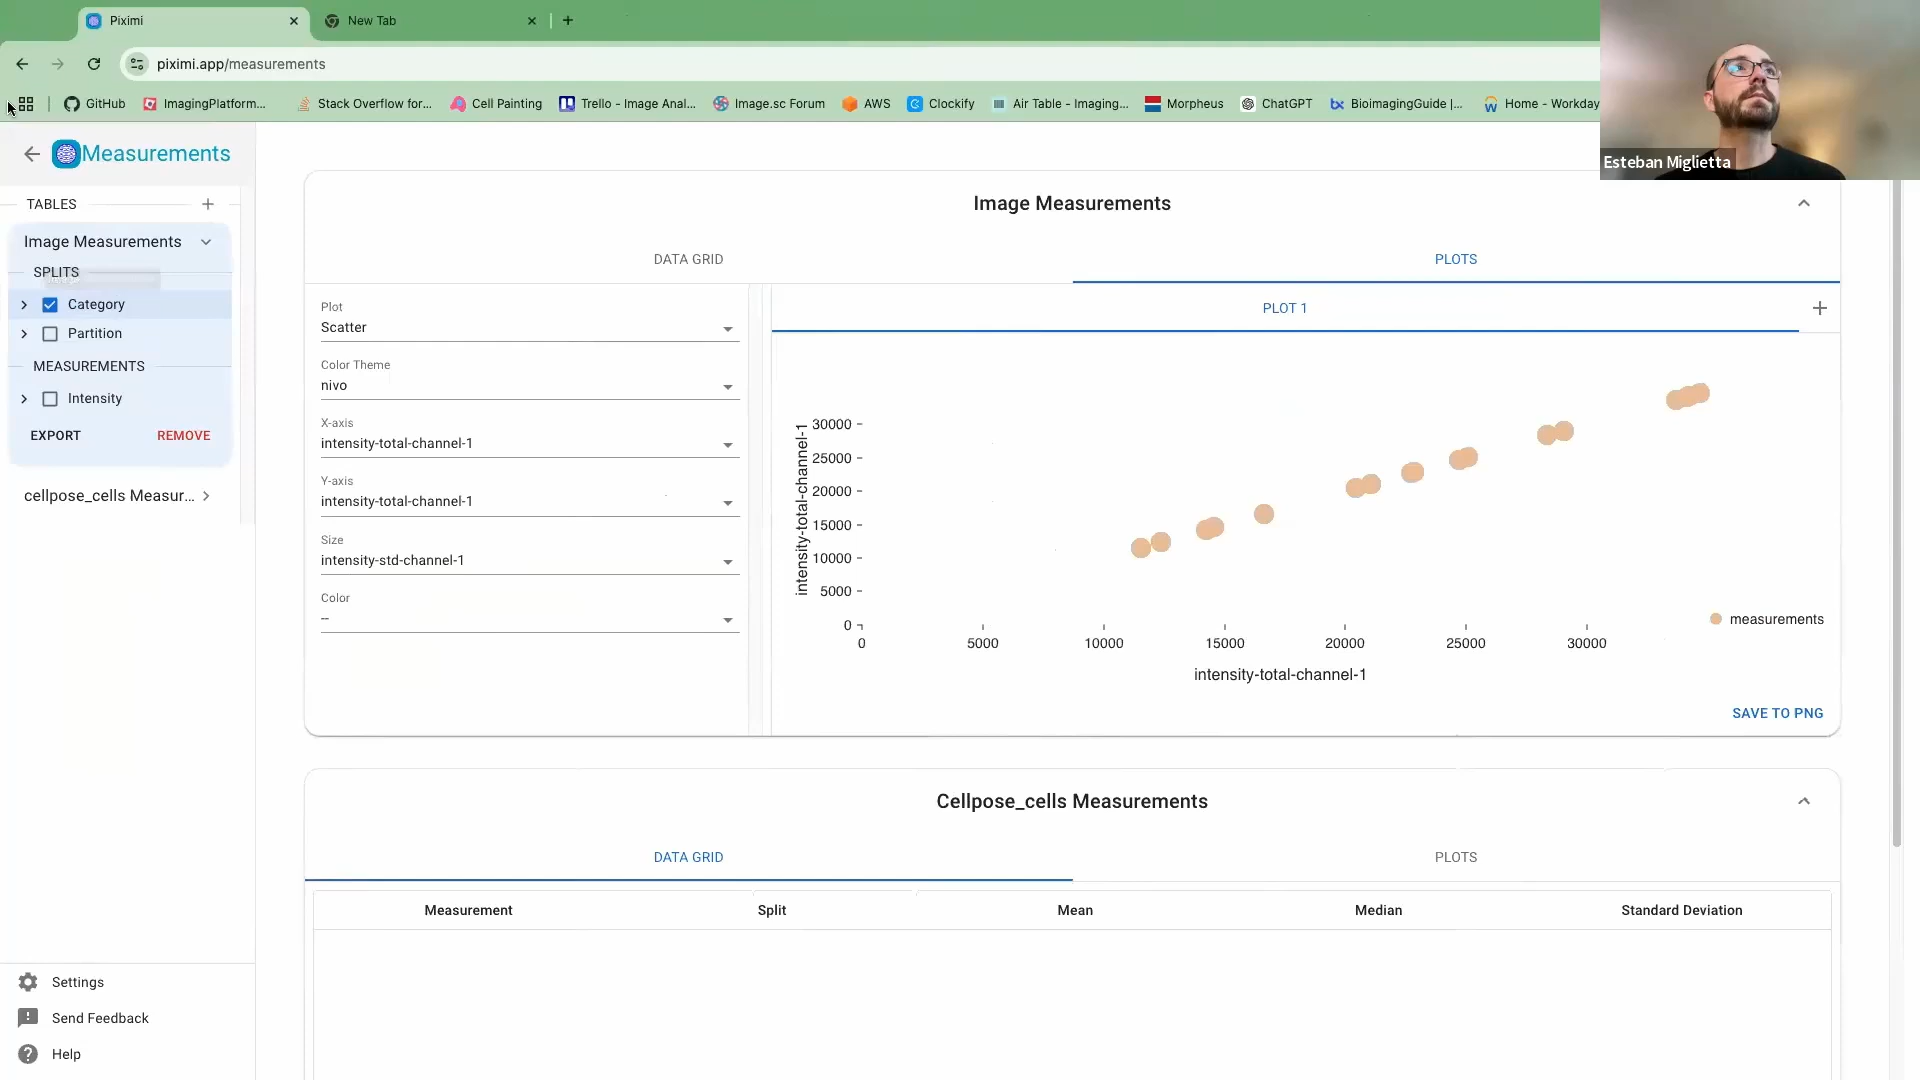 Piximi
New Tab
piximi.app/measurements
GitHub
ImagingPlatform...
Stack Overflow for...
Cell Painting
Trello - Image Anal...
Image.sc Forum
AWS
Clockify
Air Table - Imaging...
Morpheus
ChatGPT
BioimagingGuide |...
Home - Workday
Esteban Miglietta
Measurements
TABLES
Image Measurements
SPLITS
Category
Partition
MEASUREMENTS
Intensity
EXPORT
REMOVE
cellpose_cells Measur...
Settings
Send Feedback
Help
Image Measurements
DATA GRID
PLOTS
Plot
Scatter
Color Theme
nivo
X-axis
intensity-total-channel-1
Y-axis
intensity-total-channel-1
Size
intensity-std-channel-1
Color
--
PLOT 1
intensity-total-channel-1
30000
25000
20000
15000
10000
5000
0
0
5000
10000
15000
20000
25000
30000
intensity-total-channel-1
measurements
SAVE TO PNG
Cellpose_cells Measurements
DATA GRID
PLOTS
Measurement
Split
Mean
Median
Standard Deviation